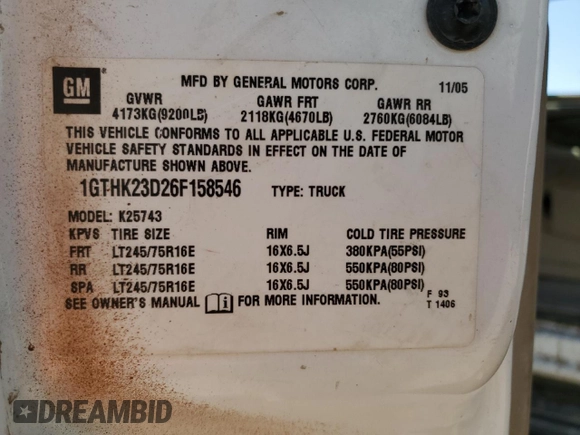 GM
MFD BY GENERAL MOTORS CORP. 11/05
GVWR GAWR FRT GAWR RR
4173KG(9200LB) 2118KG(4670LB) 2760KG(6084LB)
THIS VEHICLE CONFORMS TO ALL APPLICABLE U.S. FEDERAL MOTOR
VEHICLE SAFETY STANDARDS IN EFFECT ON THE DATE OF
MANUFACTURE SHOWN ABOVE.
1GTHK23D26F158546 TYPE: TRUCK
MODEL: K25743
KPVS TIRE SIZE RIM COLD TIRE PRESSURE
FRT LT245/75R16E 16X6.5J 380KPA(55PSI)
RR LT245/75R16E 16X6.5J 550KPA(80PSI)
SPA LT245/75R16E 16X6.5J 550KPA(80PSI)
SEE OWNER'S MANUAL i FOR MORE INFORMATION.
F 93
T 1406
DREAMBID